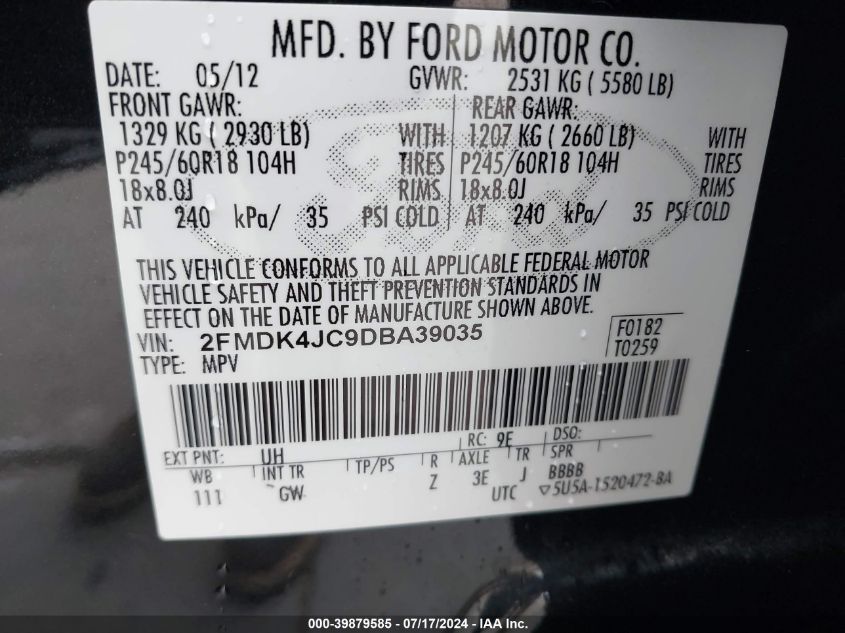 MFD. BY FORD MOTOR CO.
DATE: 05/12 GVWR: 2531 KG ( 5580 LB)
FRONT GAWR: REAR GAWR:
1329 KG ( 2930 LB) WITH 1207 KG ( 2660 LB) WITH
P245/60R18 104H TIRES P245/60R18 104H TIRES
18x8.0J RIMS 18x8.0J RIMS
AT 240 kPa/ 35 PSI COLD AT 240 kPa/ 35 PSI COLD
THIS VEHICLE CONFORMS TO ALL APPLICABLE FEDERAL MOTOR
VEHICLE SAFETY AND THEFT PREVENTION STANDARDS IN
EFFECT ON THE DATE OF MANUFACTURE SHOWN ABOVE.
VIN: 2FMDK4JC9DBA39035 F0182
TYPE: MPV T0259
EXT PNT: UH RC: 9E DSO:
WB INT TR TP/PS R AXLE TR SPR
111 GW Z 3E J BBBB
UTC ▽5U5A-1520472-BA
000-39879585 / 07/17/2024 - IAA Inc.